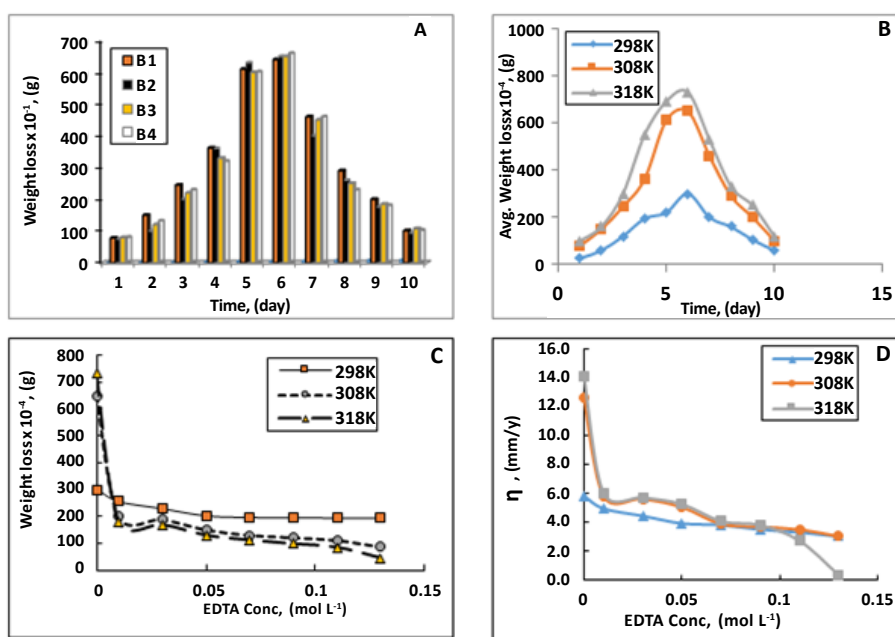 A
Weight lossx 10⁻¹, (g)
700
600
500
400
300
200
100
0
B1
B2
B3
B4
1 2 3 4 5 6 7 8 9 10
Time, (day)
B
Avg. Weight lossx10⁻⁴, (g)
1000
800
600
400
200
0
298K
308K
318K
0 5 10 15
Time, (day)
C
Weight lossx 10⁻⁴, (g)
800
700
600
500
400
300
200
100
0
298K
308K
318K
0 0.05 0.1 0.15
EDTA Conc, (mol L⁻¹)
D
η , (mm/y)
16.0
14.0
12.0
10.0
8.0
6.0
4.0
2.0
0.0
298K
308K
318K
0 0.05 0.1 0.15
EDTA Conc, (mol L⁻¹)